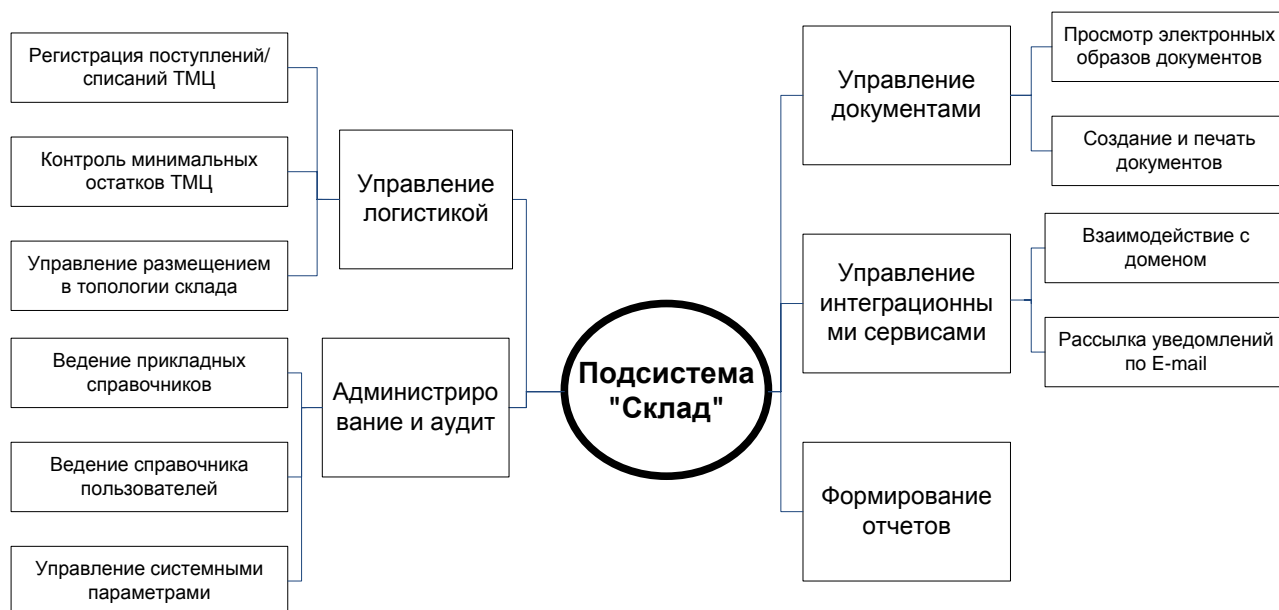 Регистрация поступлений/
списаний ТМЦ
Контроль минимальных
остатков ТМЦ
Управление размещением
в топологии склада
Управление
логистикой
Ведение прикладных
справочников
Ведение справочника
пользователей
Управление системными
параметрами
Администриро
вание и аудит
Подсистема
"Склад"
Управление
документами
Просмотр электронных
образов документов
Создание и печать
документов
Управление
интеграционны
ми сервисами
Взаимодействие с
доменом
Рассылка уведомлений
по E-mail
Формирование
отчетов